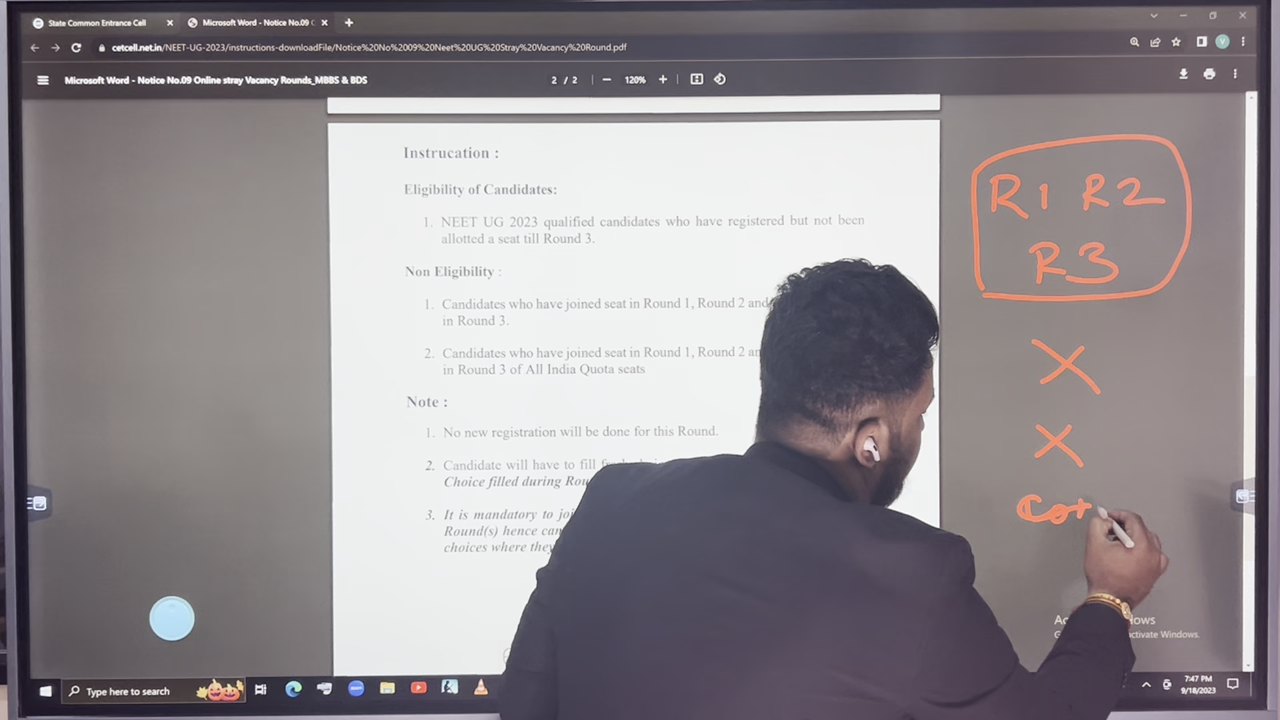 State Common Entrance Cell
Microsoft Word - Notice No.09
cetcell.net.in/NEET-UG-2023/instructions-downloadFile/Notice%20No%2009%20Neet%20UG%20Stray%20Vacancy%20Round.pdf
Microsoft Word - Notice No.09 Online stray Vacancy Rounds_MBBS & BDS
2 / 2
120%
Instrucation :
Eligibility of Candidates:
1. NEET UG 2023 qualified candidates who have registered but not been
allotted a seat till Round 3.
Non Eligibility :
1. Candidates who have joined seat in Round 1, Round 2 and
in Round 3.
2. Candidates who have joined seat in Round 1, Round 2
in Round 3 of All India Quota seats
Note :
1. No new registration will be done for this Round.
2. Candidate will have to fill
Choice filled during
3. It is mandatory to
Round(s) hence
choices where they
R1 R2
R3
X
X
Type here to search
7:47 PM
9/18/2023